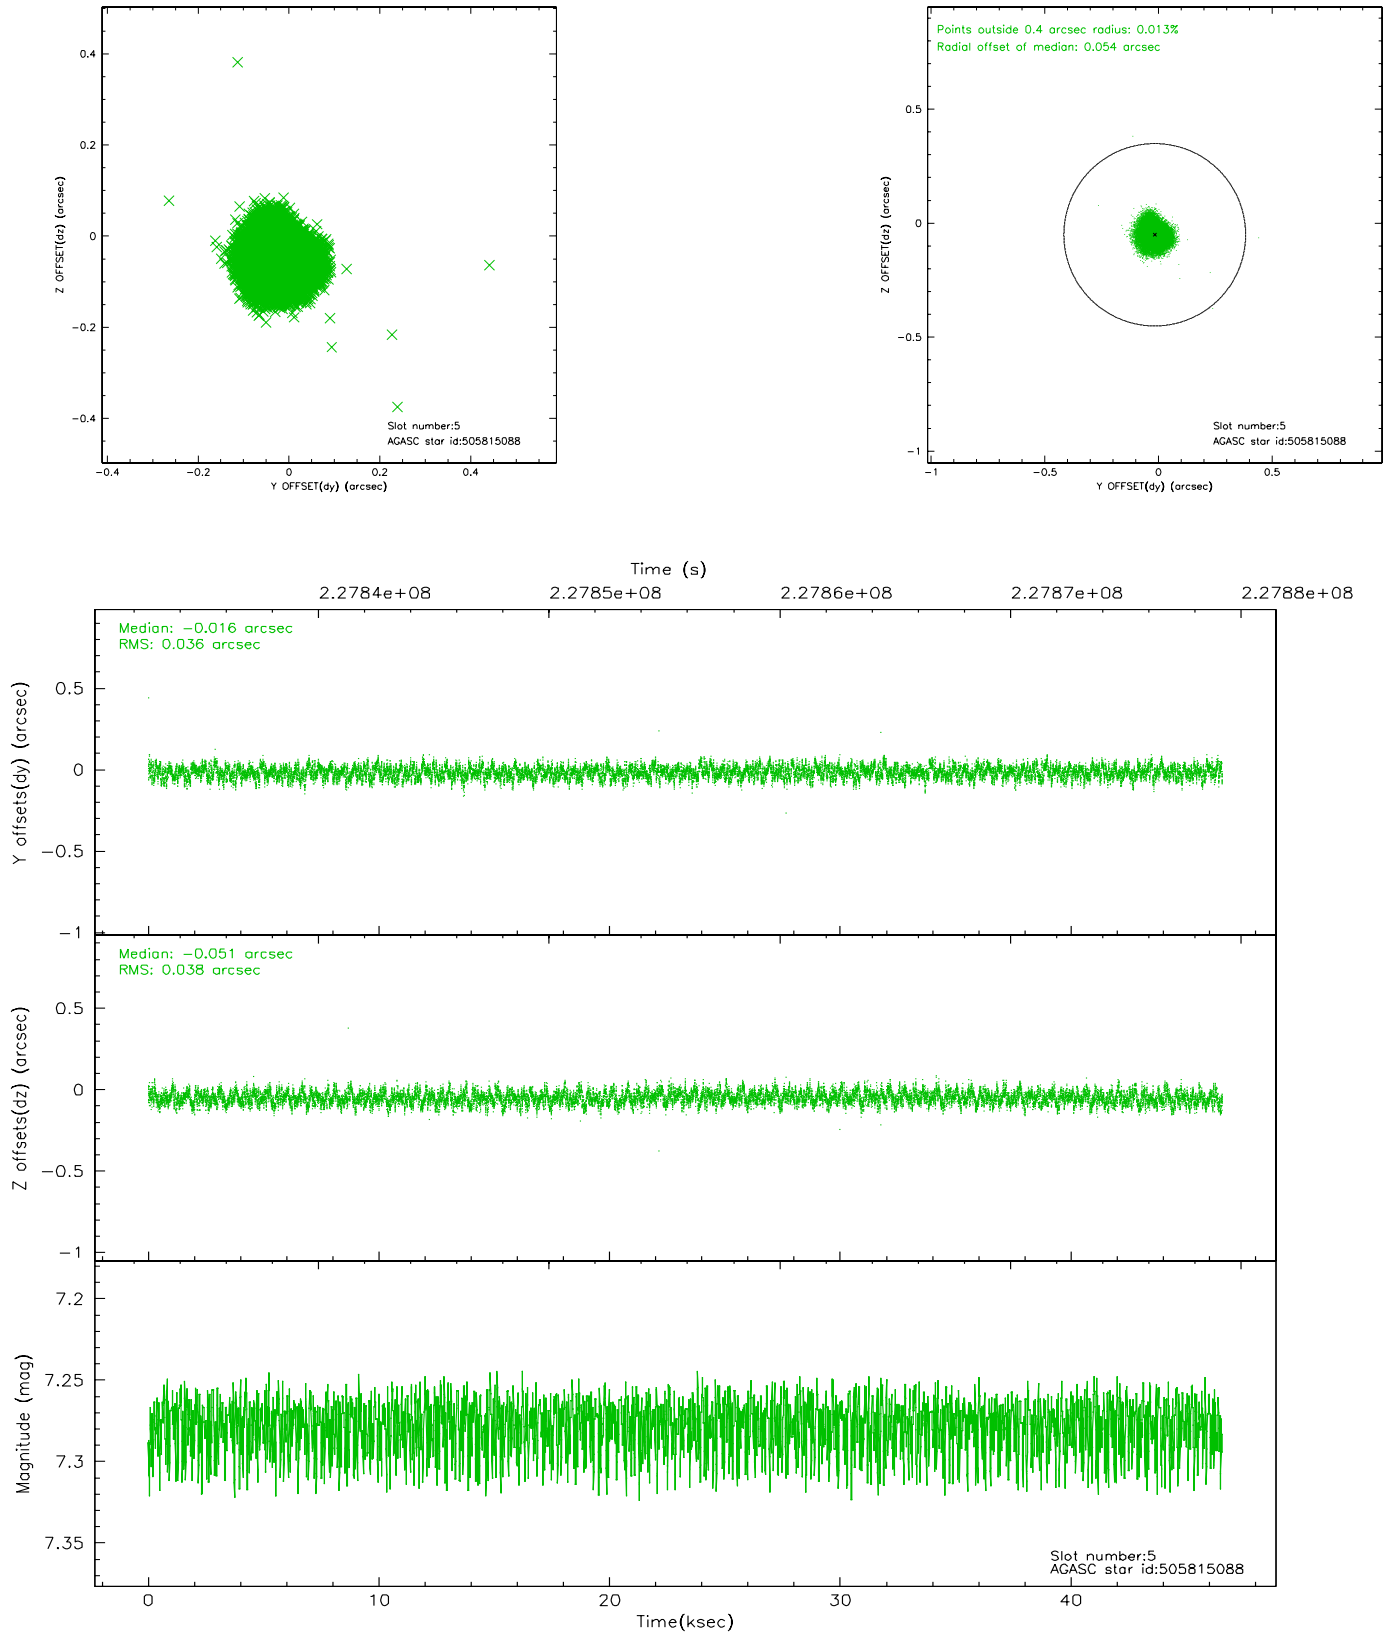 0.4
0.2
0
-0.2
-0.4
Z OFFSET(dz) (arcsec)
Slot number:5
AGASC star id:505815088
-0.4 -0.2 0 0.2 0.4
Y OFFSET(dy) (arcsec)
Points outside 0.4 arcsec radius: 0.013%
Radial offset of median: 0.054 arcsec
0.5
0
-0.5
-1
Z OFFSET(dz) (arcsec)
Slot number:5
AGASC star id:505815088
-1 -0.5 0 0.5
Y OFFSET(dy) (arcsec)
Time (s)
2.2784e+08 2.2785e+08 2.2786e+08 2.2787e+08 2.2788e+08
Median: -0.016 arcsec
RMS: 0.036 arcsec
0.5
0
-0.5
-1
Y offsets(dy) (arcsec)
Median: -0.051 arcsec
RMS: 0.038 arcsec
0.5
0
-0.5
-1
Z offsets(dz) (arcsec)
7.2
7.25
7.3
7.35
Magnitude (mag)
Slot number:5
AGASC star id:505815088
0 10 20 30 40
Time(ksec)